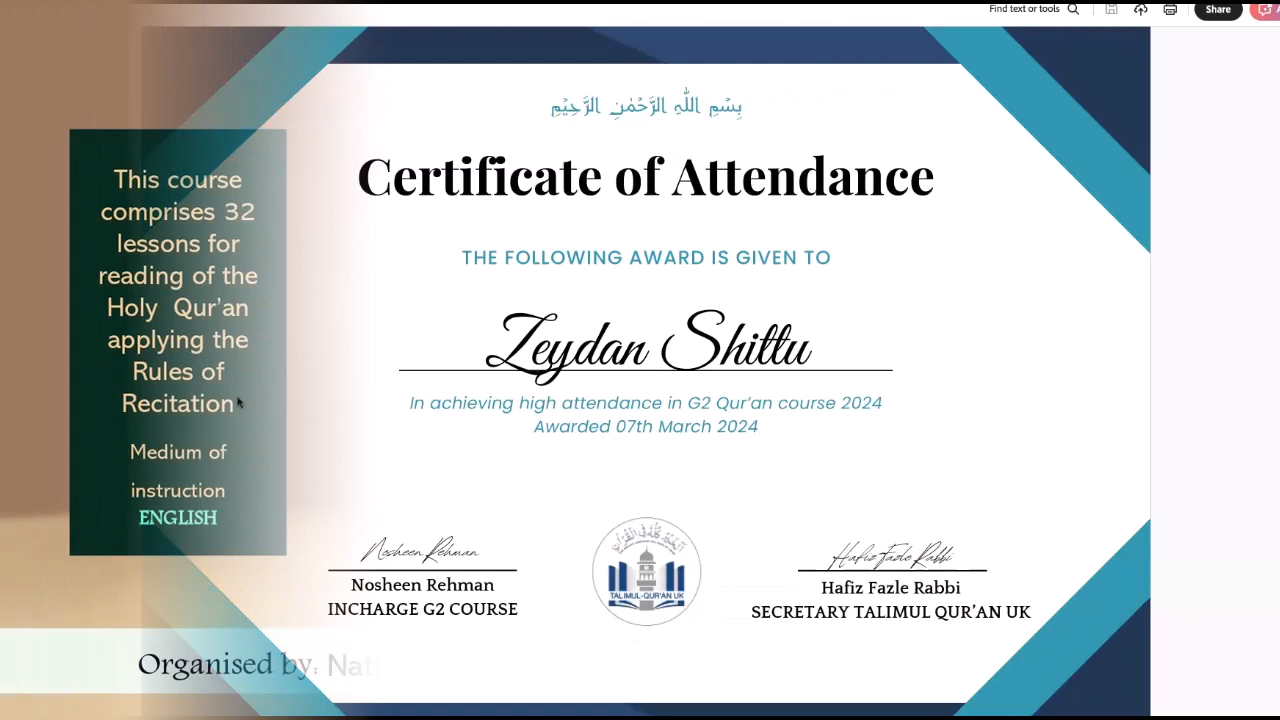 Find text or tools
Share
بِسْمِ اللّٰهِ الرَّحْمٰنِ الرَّحِيْمِ
Certificate of Attendance
THE FOLLOWING AWARD IS GIVEN TO
Zeydan Shittu
In achieving high attendance in G2 Qur'an course 2024
Awarded 07th March 2024
This course
comprises 32
lessons for
reading of the
Holy Qur'an
applying the
Rules of
Recitation
Medium of
instruction
ENGLISH
Nosheen Rehman
Nosheen Rehman
INCHARGE G2 COURSE
TALIMUL-QUR'AN UK
Hafiz Fazle Rabbi
Hafiz Fazle Rabbi
SECRETARY TALIMUL QUR'AN UK
Organised by: